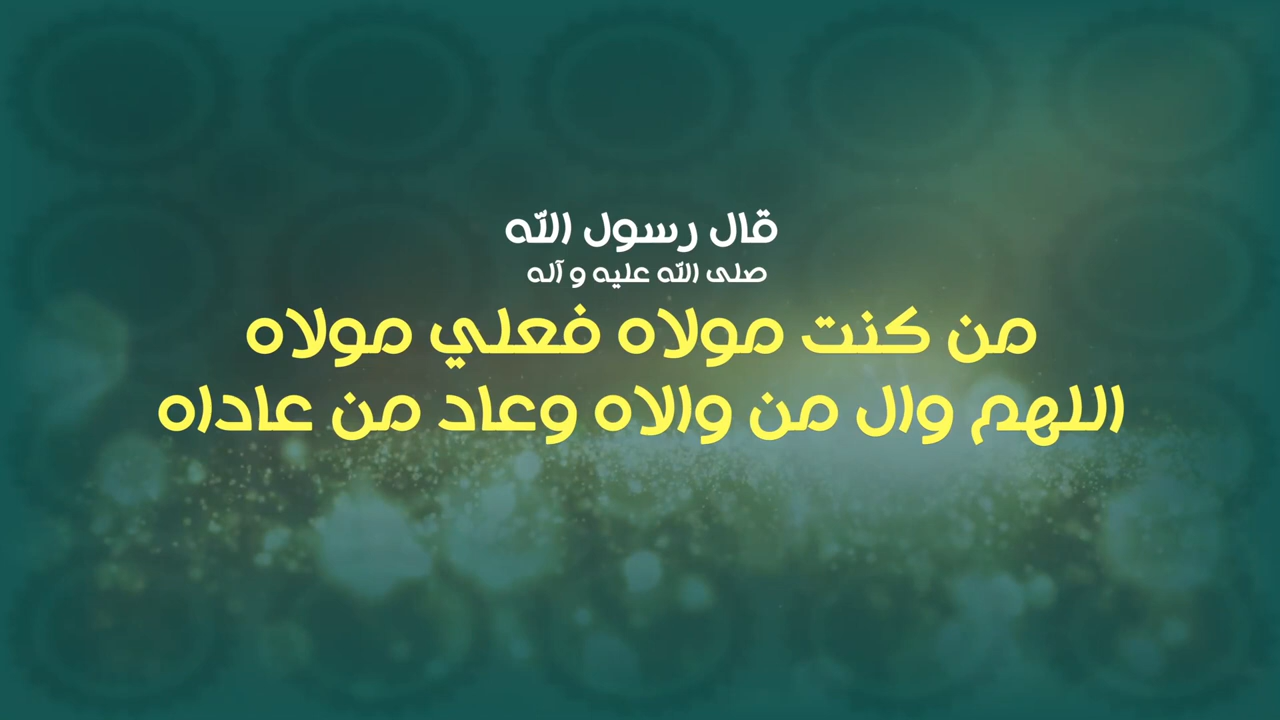 قال رسول الله
صلى الله عليه و آله
من كنت مولاه فعلي مولاه
اللهم وال من والاه وعاد من عاداه